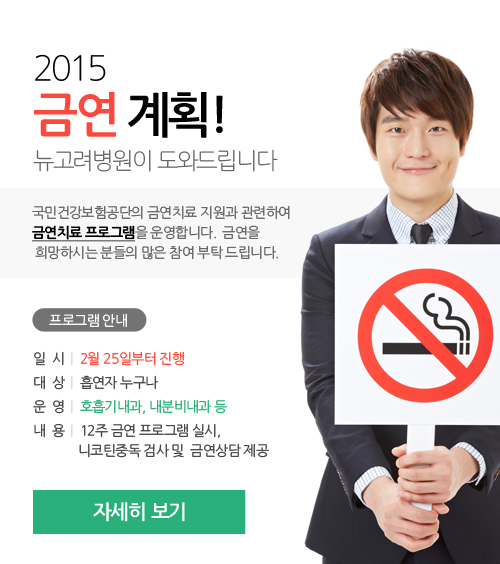 2015
금연 계획!
뉴고려병원이 도와드립니다
국민건강보험공단의 금연치료 지원과 관련하여
금연치료 프로그램을 운영합니다. 금연을
희망하시는 분들의 많은 참여 부탁 드립니다.
프로그램 안내
일 시 | 2월 25일부터 진행
대 상 | 흡연자 누구나
운 영 | 호흡기내과, 내분비내과 등
내 용 | 12주 금연 프로그램 실시,
니코틴중독 검사 및 금연상담 제공
자세히 보기